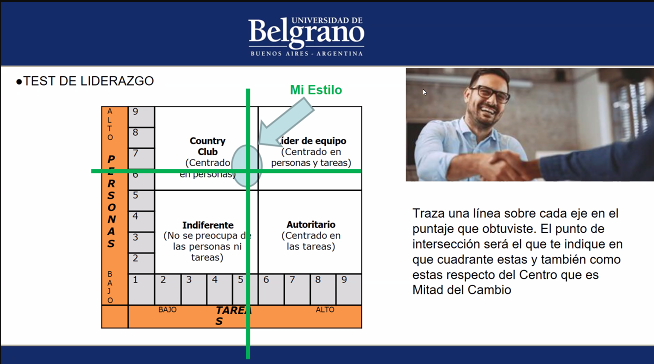 UNIVERSIDAD DE
Belgrano
BUENOS AIRES - ARGENTINA
●TEST DE LIDERAZGO
Mi Estilo
ALTO
PERSONAS
BAJO
9
8
7
6
5
4
3
2
1 2 3 4 5 6 7 8 9
Country
Club
(Centrado
en personas)
ider de equipo
(Centrado en
personas y tareas)
Indiferente
(No se preocupa de
las personas ni
tareas)
Autoritario
(Centrado en
las tareas)
BAJO
TAREA
S
ALTO
Traza una línea sobre cada eje en el
puntaje que obtuviste. El punto de
intersección será el que te indique en
que cuadrante estas y también como
estas respecto del Centro que es
Mitad del Cambio